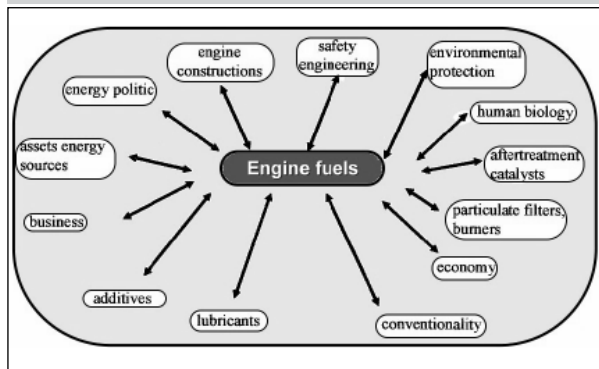 engine
constructions
safety
engineering
environmental
protection
energy politic
human biology
assets energy
sources
Engine fuels
aftertreatment
catalysts
business
particulate filters,
burners
economy
additives
lubricants
conventionality